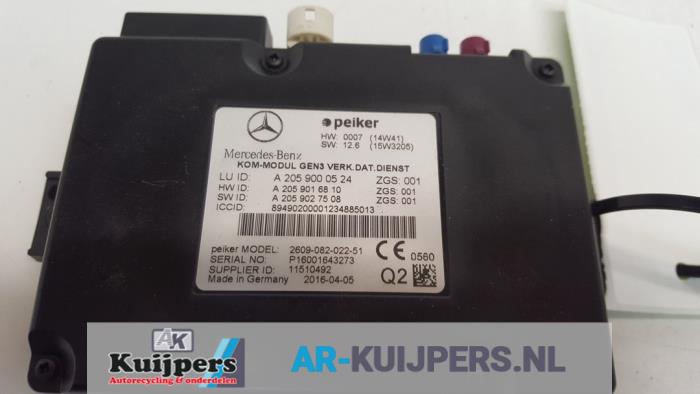 peiker
HW: 0007 (14W41)
SW: 12.6 (15W3205)
Mercedes-Benz
KOM-MODUL GEN3 VERK.DAT.DIENST
LU ID: A 205 900 05 24 ZGS: 001
HW ID: A 205 901 68 10 ZGS: 001
SW ID: A 205 902 75 08 ZGS: 001
ICCID: 89490200001234885013
peiker MODEL: 2609-082-022-51
SERIAL NO: P16001643273
SUPPLIER ID: 11510492
Made in Germany 2016-04-05
CE 0560
Q2
AK
Kuijpers
Autorecycling & onderdelen
AR-KUIJPERS.NL